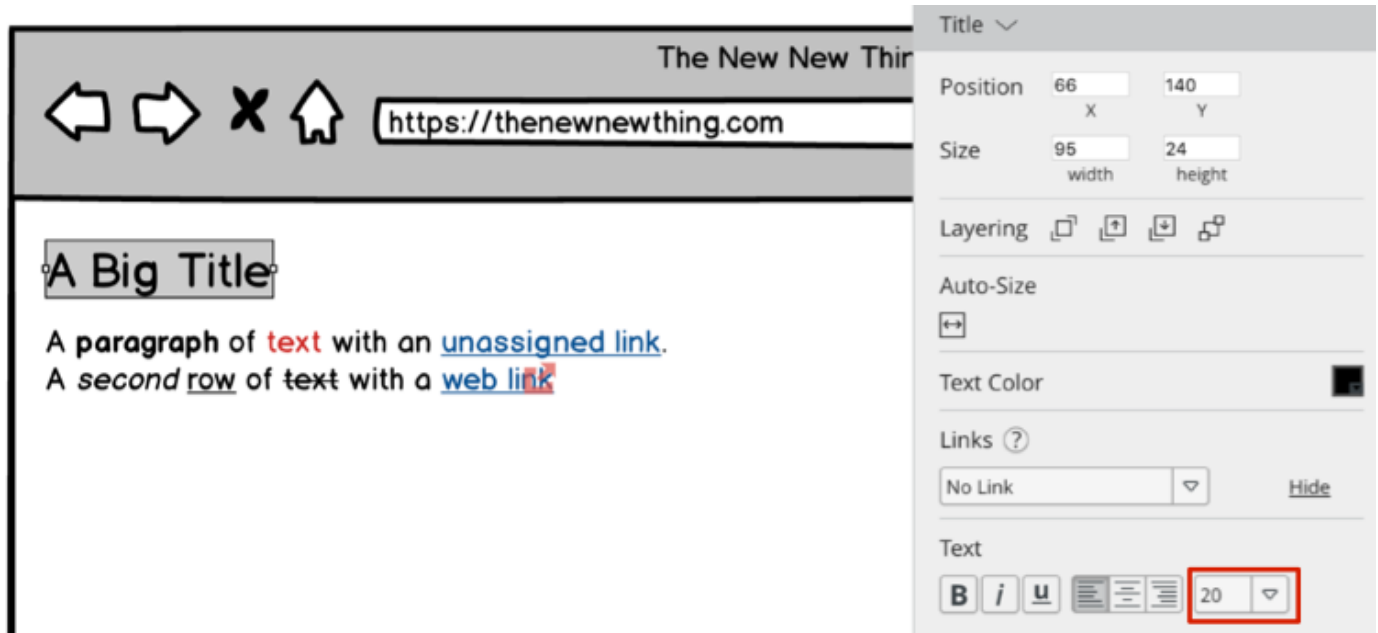 The New New Thin
https://thenewnewthing.com
A Big Title
A paragraph of text with an unassigned link.
A second row of text with a web link
Title
Position 66 140
X Y
Size 95 24
width height
Layering
Auto-Size
Text Color
Links ?
No Link Hide
Text
B i u 20